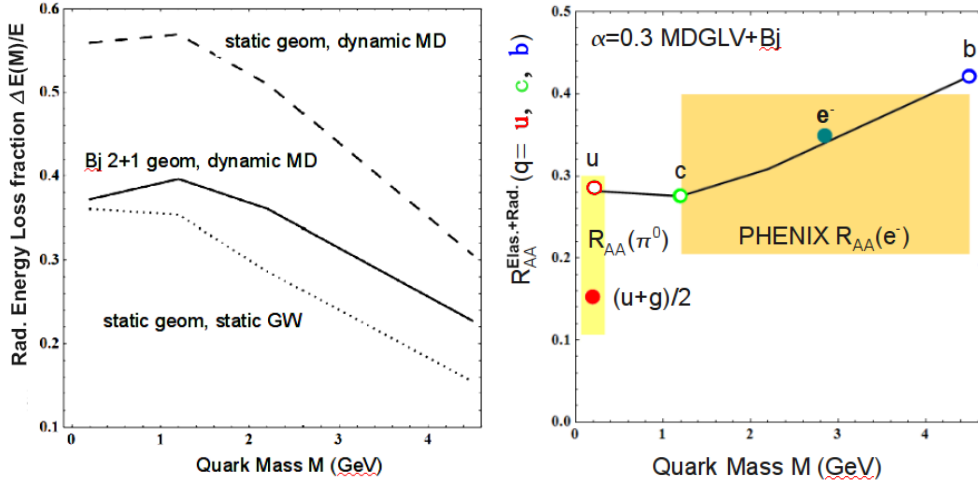 Rad. Energy Loss fraction Δ E(M)/E
0.6
0.5
0.4
0.3
0.2
0.1
static geom, dynamic MD
Bj 2+1 geom, dynamic MD
static geom, static GW
0 1 2 3 4
Quark Mass M (GeV)
R_AA^Elas.+Rad. (q= u, c, b)
0.5
0.4
0.3
0.2
0.1
0.0
α=0.3 MDGLV+Bj
b
e⁻
u
c
R_AA(π⁰)
PHENIX R_AA(e⁻)
(u+g)/2
0 1 2 3 4
Quark Mass M (GeV)